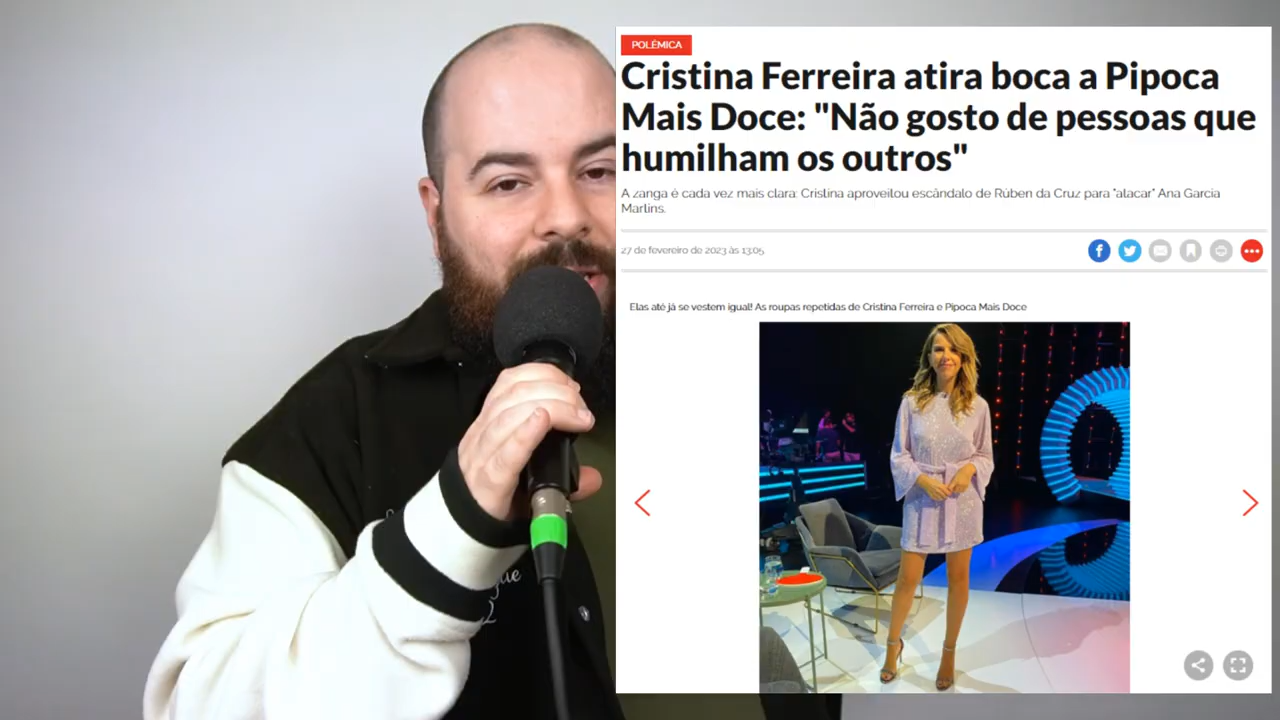 POLÉMICA
Cristina Ferreira atira boca a Pipoca
Mais Doce: "Não gosto de pessoas que
humilham os outros"
A zanga é cada vez mais clara: Cristina aproveitou escândalo de Rúben da Cruz para "atacar" Ana Garcia
Martins.
27 de fevereiro de 2023 às 13:05
Elas até já se vestem igual! As roupas repetidas de Cristina Ferreira e Pipoca Mais Doce